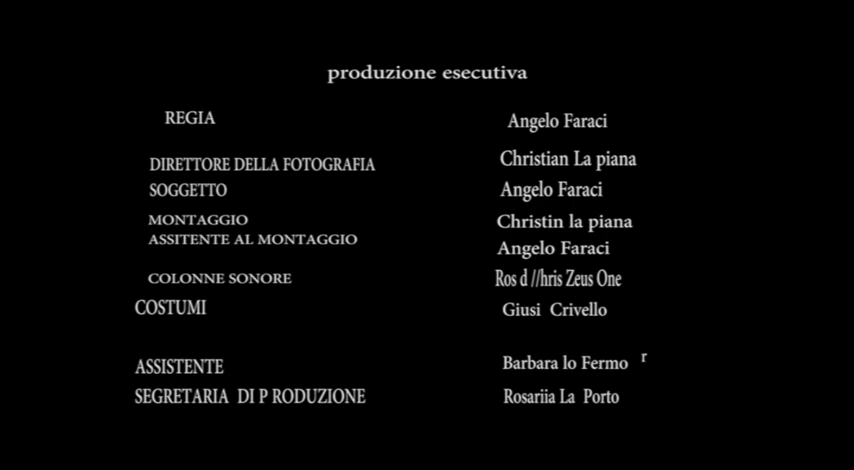 produzione esecutiva
REGIA Angelo Faraci
DIRETTORE DELLA FOTOGRAFIA Christian La piana
SOGGETTO Angelo Faraci
MONTAGGIO Christin la piana
ASSITENTE AL MONTAGGIO Angelo Faraci
COLONNE SONORE Ros d //hris Zeus One
COSTUMI Giusi Crivello
ASSISTENTE Barbara lo Fermo r
SEGRETARIA DI P RODUZIONE Rosariia La Porto